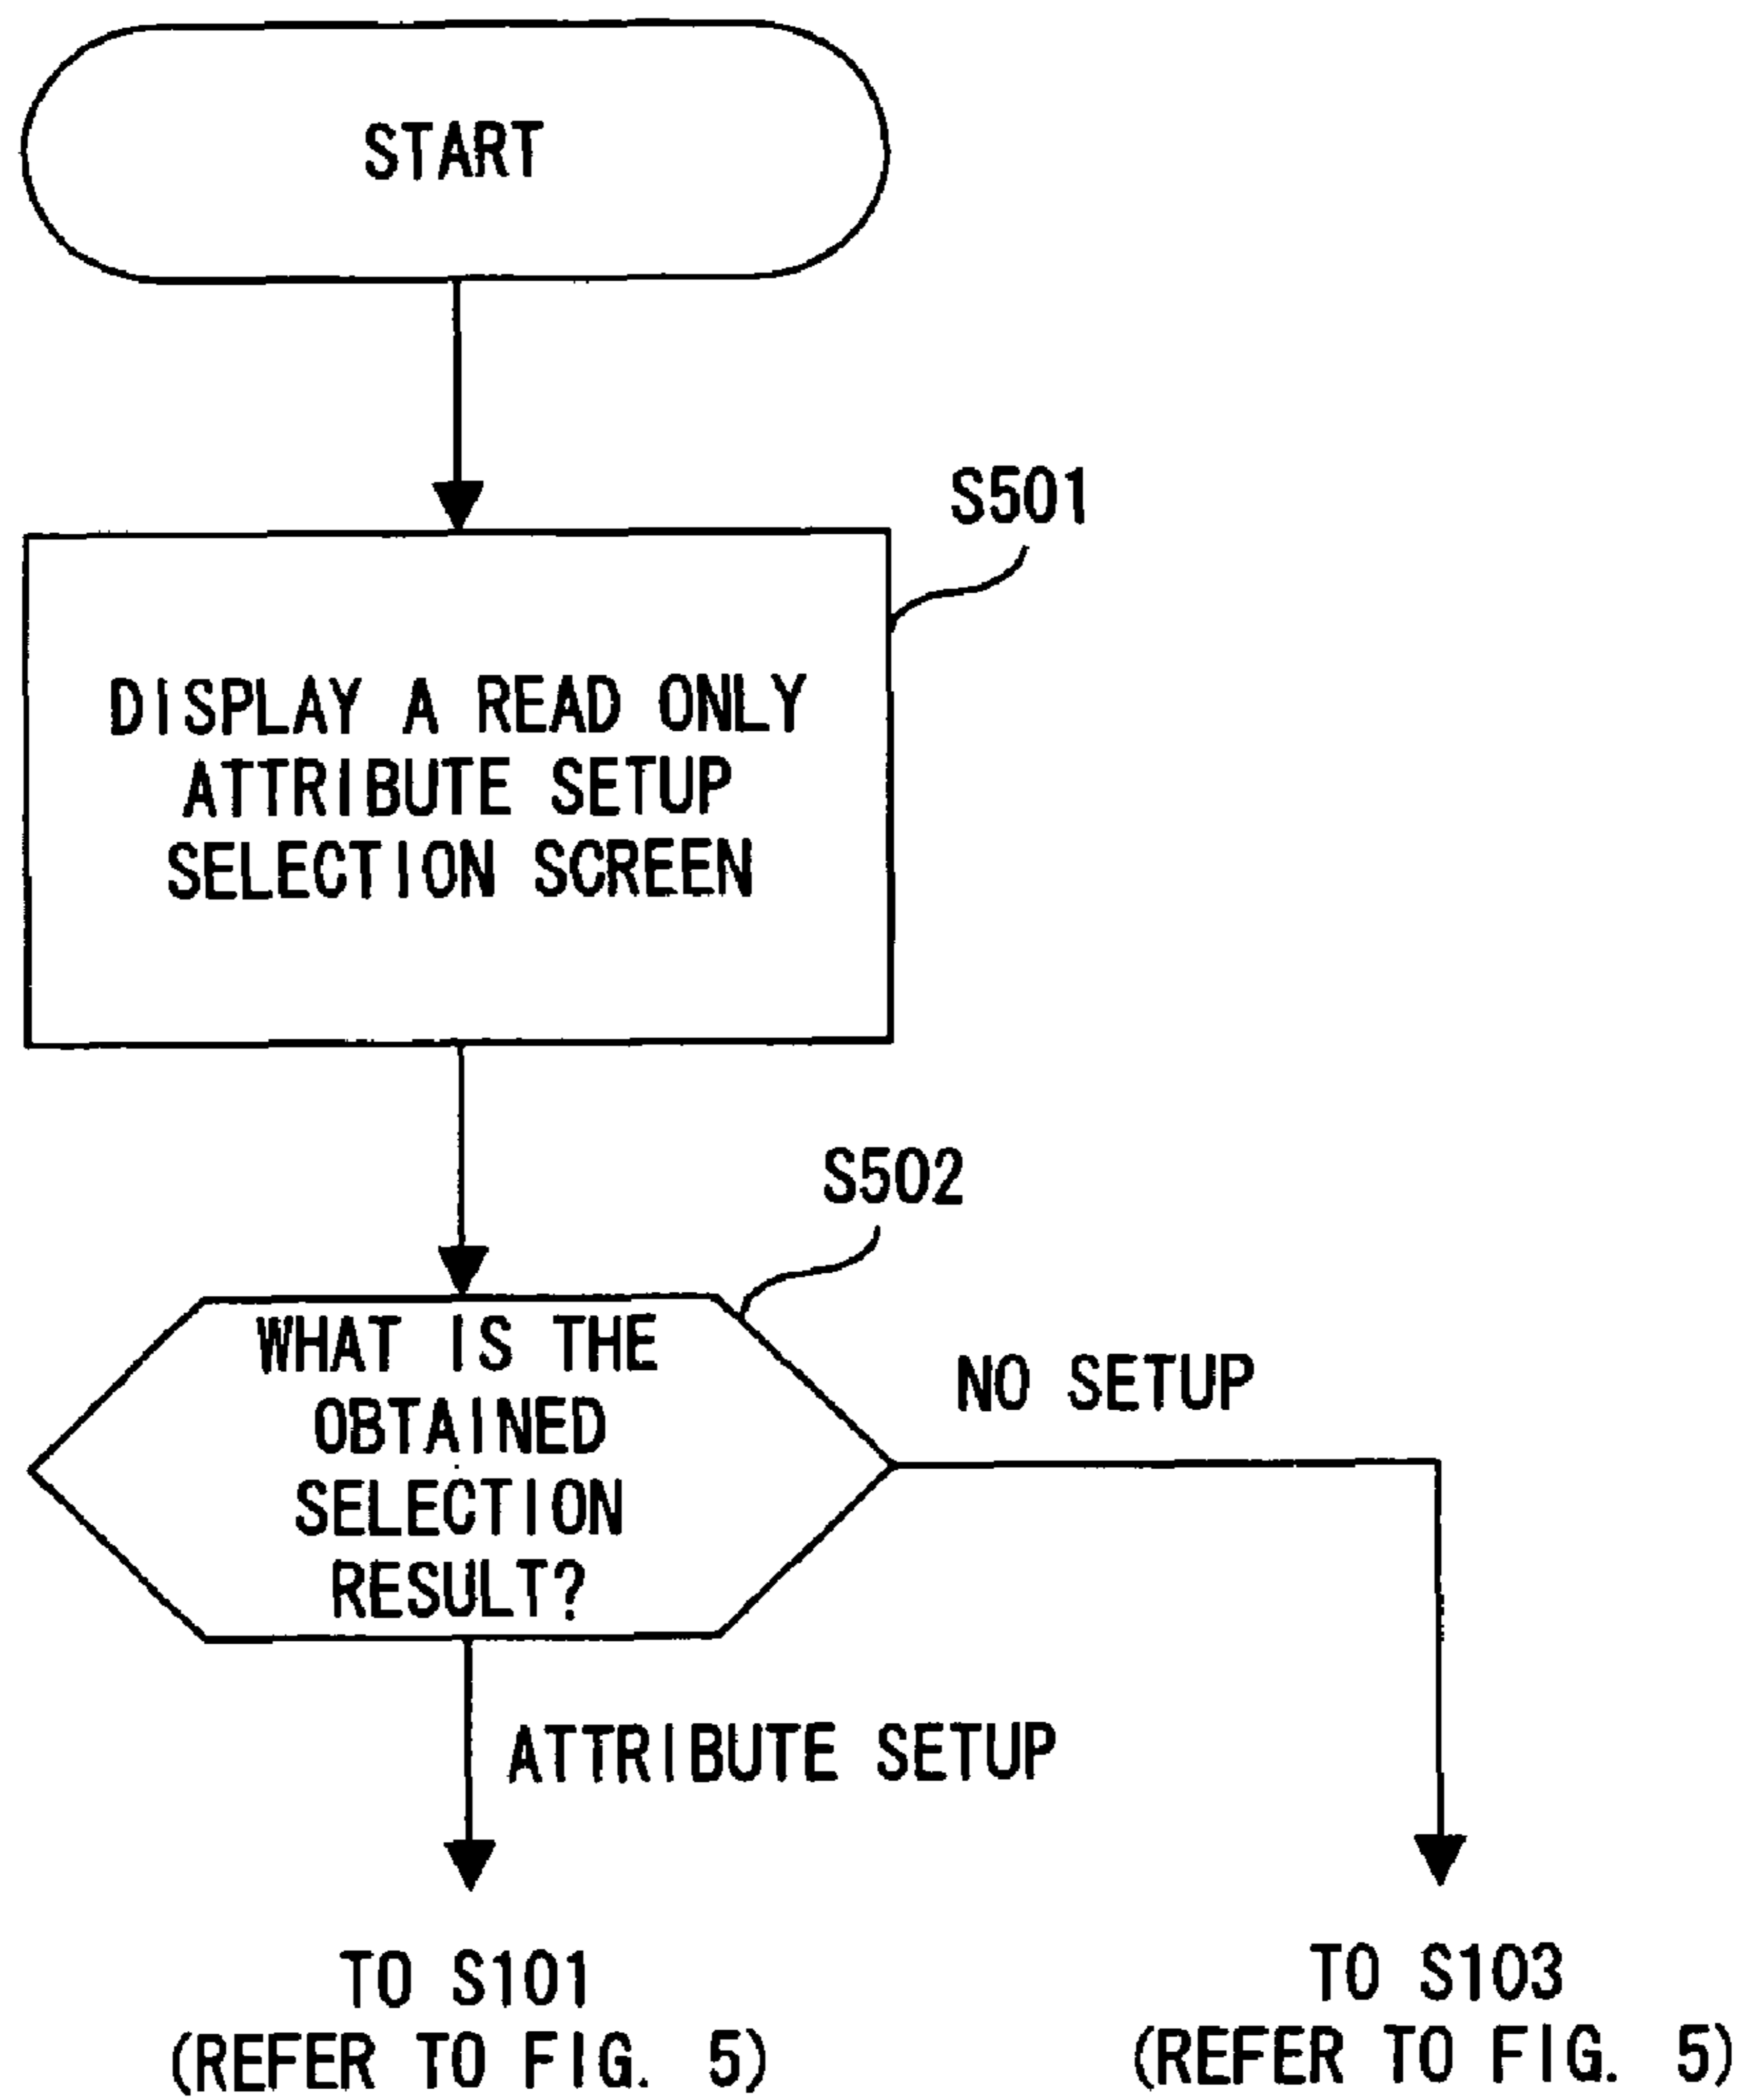 START
S501
DISPLAY A READ ONLY
ATTRIBUTE SETUP
SELECTION SCREEN
S502
WHAT IS THE
OBTAINED
SELECTION
RESULT?
NO SETUP
ATTRIBUTE SETUP
TO S101
(REFER TO FIG. 5)
TO S103
(REFER TO FIG. 5)